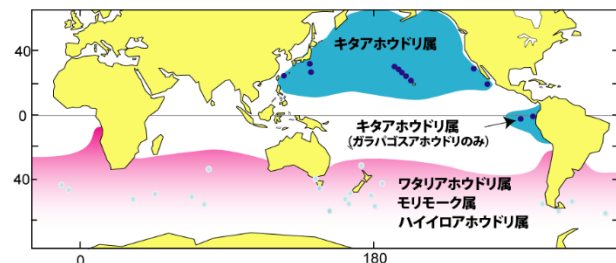 40
0
40
0
180
キタアホウドリ属
キタアホウドリ属
(ガラパゴスアホウドリのみ)
ワタリアホウドリ属
モリモーク属
ハイイロアホウドリ属